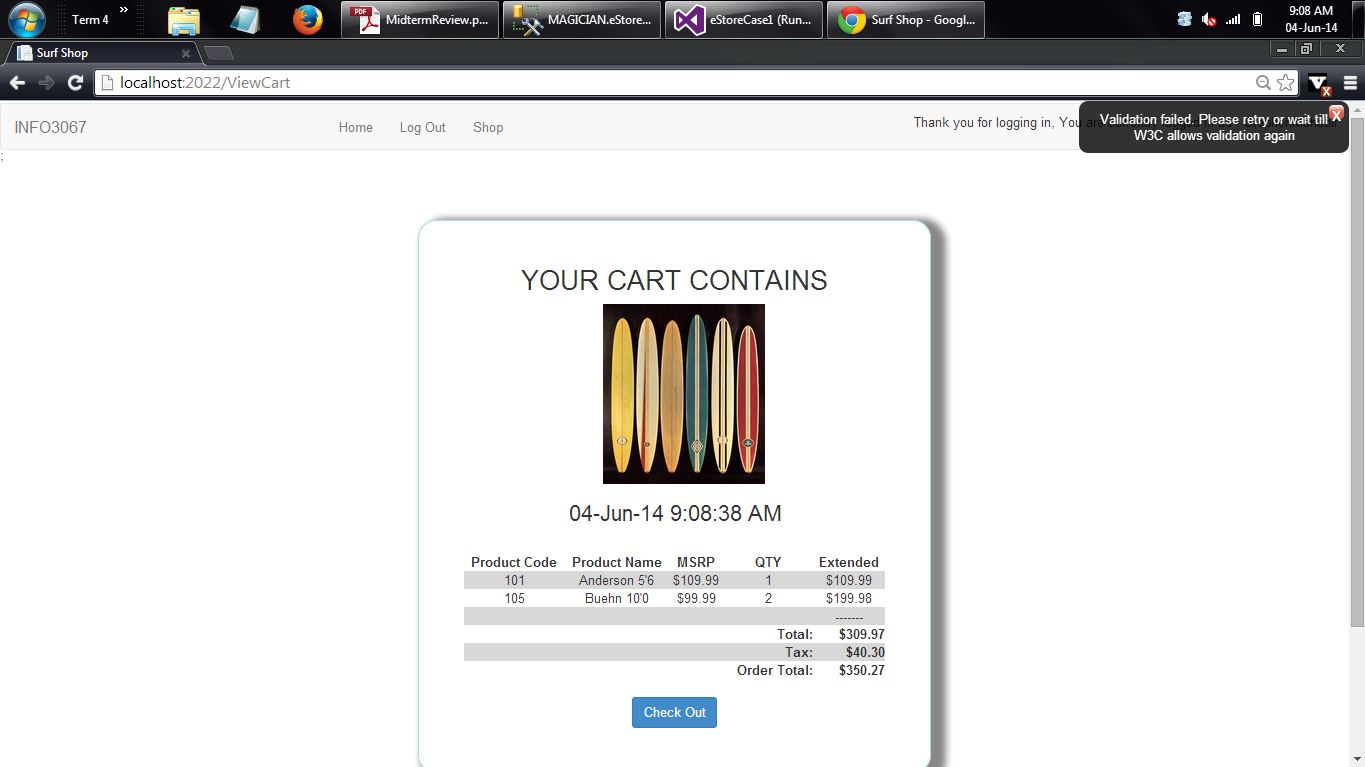 Term 4 »
MidtermReview.p...
MAGICIAN.eStore...
eStoreCase1 (Run...
Surf Shop - Googl...
9:08 AM
04-Jun-14
Surf Shop
localhost:2022/ViewCart
INFO3067 Home Log Out Shop
Thank you for logging in, You
Validation failed. Please retry or wait till
W3C allows validation again
;
YOUR CART CONTAINS
04-Jun-14 9:08:38 AM
Product Code Product Name MSRP QTY Extended
101 Anderson 5'6 $109.99 1 $109.99
105 Buehn 10'0 $99.99 2 $199.98
-------
Total: $309.97
Tax: $40.30
Order Total: $350.27
Check Out